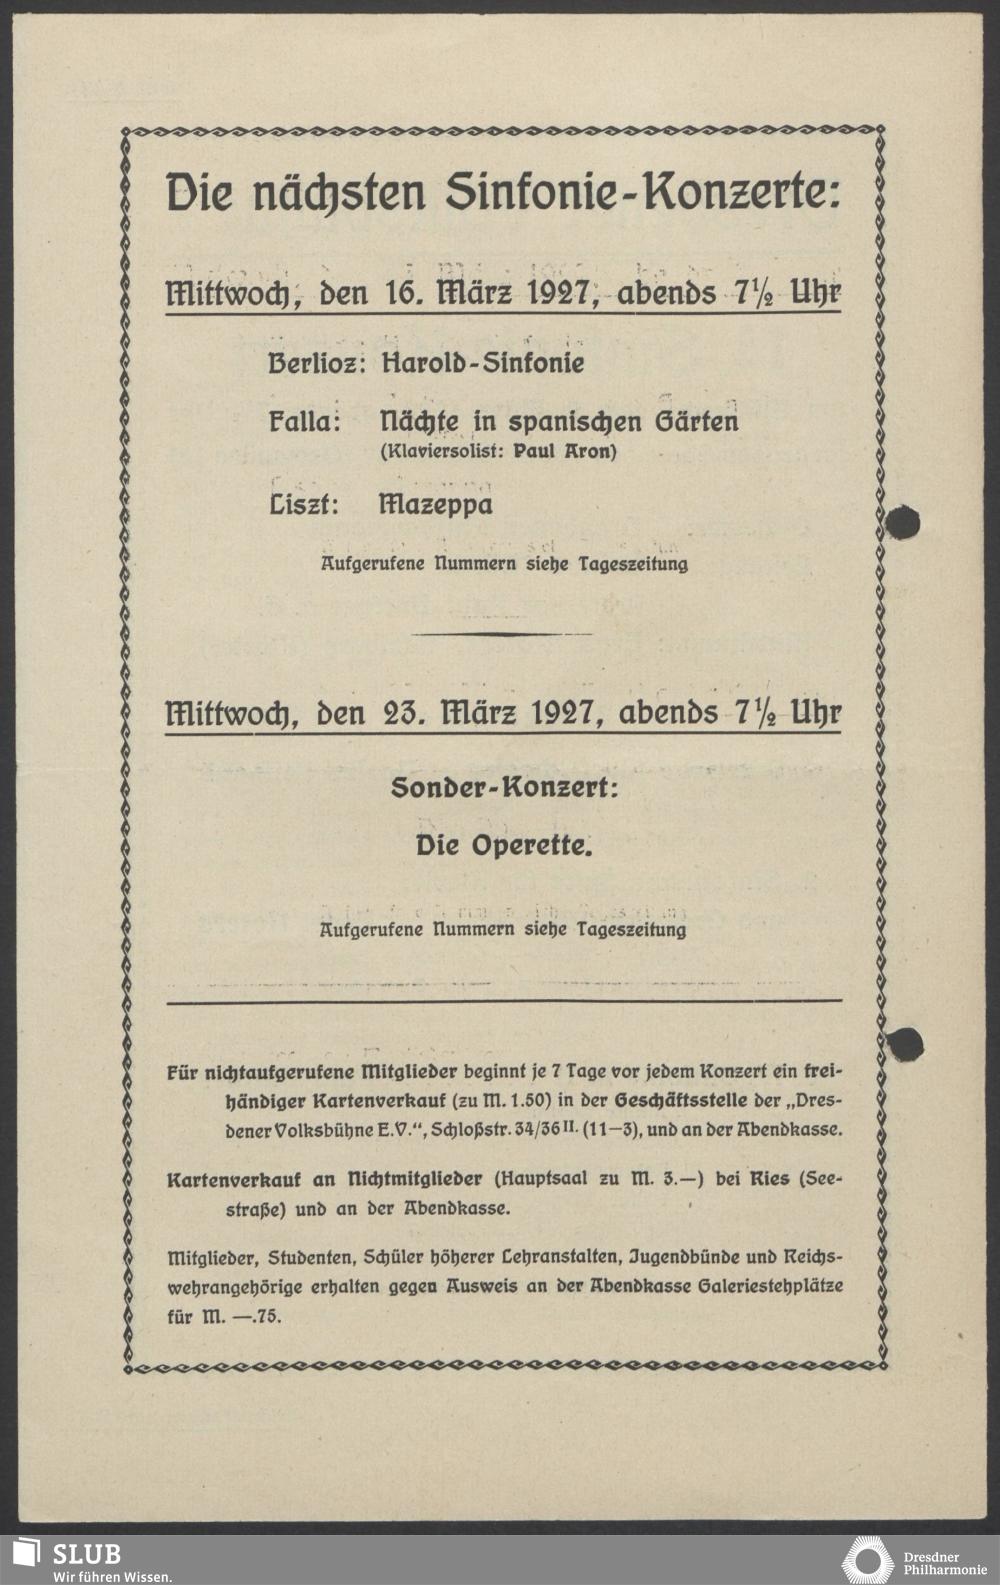 Die nächsten Sinfonie-Konzerte:
Mittwoch, den 16. März 1927, abends 7½ Uhr
Berlioz: Harold-Sinfonie
Falla: Nächte in spanischen Gärten
(Klaviersolist: Paul Aron)
Liszt: Mazeppa
Aufgerufene Nummern siehe Tageszeitung
Mittwoch, den 23. März 1927, abends 7½ Uhr
Sonder-Konzert:
Die Operette.
Aufgerufene Nummern siehe Tageszeitung
Für nichtaufgerufene Mitglieder beginnt je 7 Tage vor jedem Konzert ein frei-
händiger Kartenverkauf (zu M. 1.50) in der Geschäftsstelle der „Dres-
dener Volksbühne E.V.“, Schloßstr. 34/36 II. (11—3), und an der Abendkasse.
Kartenverkauf an Nichtmitglieder (Hauptsaal zu M. 3.—) bei Ries (See-
straße) und an der Abendkasse.
Mitglieder, Studenten, Schüler höherer Lehranstalten, Jugendbünde und Reichs-
wehrangehörige erhalten gegen Ausweis an der Abendkasse Galeriestehplätze
für M. —.75.
SLUB
Wir führen Wissen.
Dresdner
Philharmonie